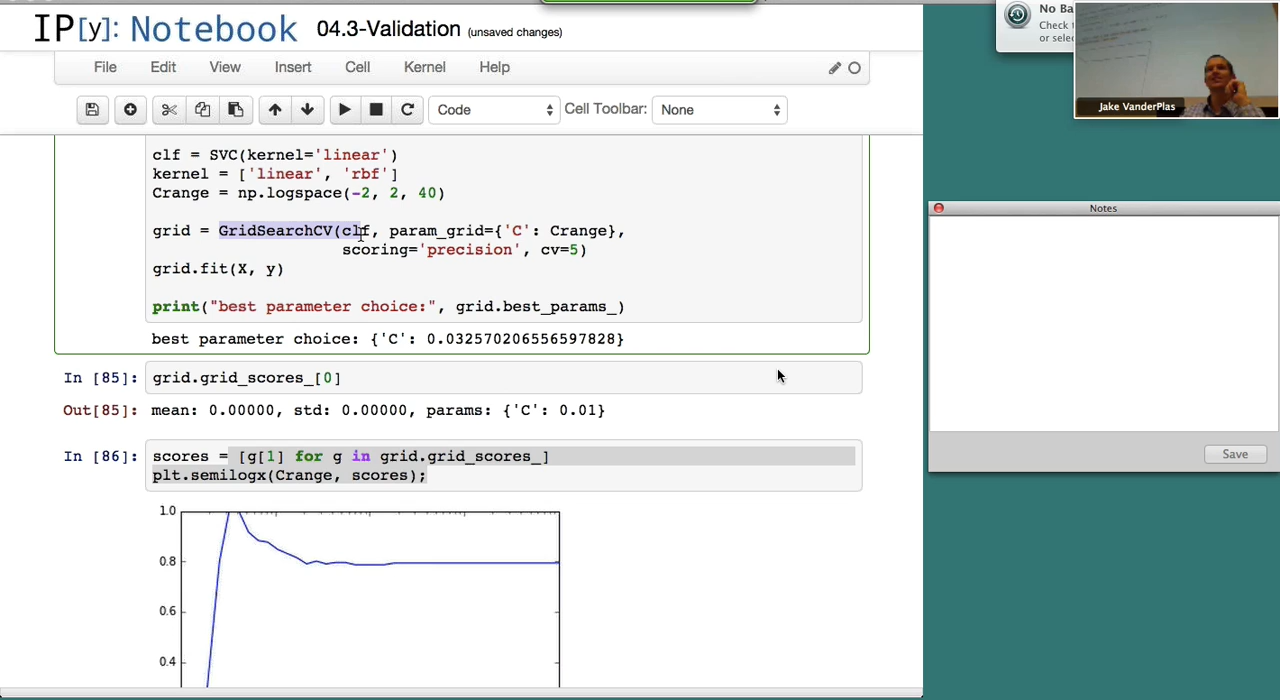 IP[y]: Notebook 04.3-Validation (unsaved changes)
File Edit View Insert Cell Kernel Help
Code Cell Toolbar: None
clf = SVC(kernel='linear')
kernel = ['linear', 'rbf']
Crange = np.logspace(-2, 2, 40)
grid = GridSearchCV(clf, param_grid={'C': Crange},
scoring='precision', cv=5)
grid.fit(X, y)
print("best parameter choice:", grid.best_params_)
best parameter choice: {'C': 0.032570206556597828}
In [85]: grid.grid_scores_[0]
Out[85]: mean: 0.00000, std: 0.00000, params: {'C': 0.01}
In [86]: scores = [g[1] for g in grid.grid_scores_]
plt.semilogx(Crange, scores);
1.0
0.8
0.6
0.4
No Ba
Check
or selec
Jake VanderPlas
Notes
Save